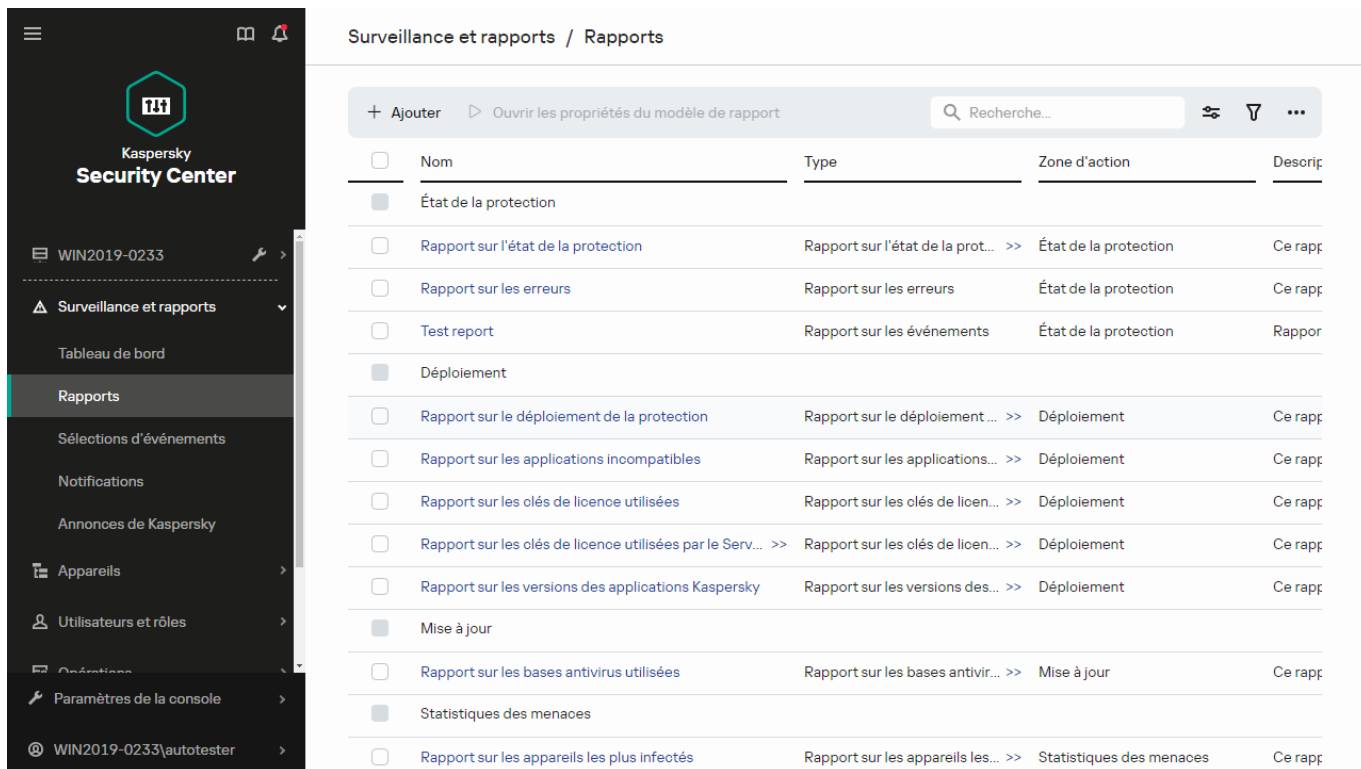 Surveillance et rapports / Rapports
Kaspersky
Security Center
WIN2019-0233
Surveillance et rapports
Tableau de bord
Rapports
Sélections d'événements
Notifications
Annonces de Kaspersky
Appareils
Utilisateurs et rôles
Opérations
Paramètres de la console
WIN2019-0233\autotester
+ Ajouter Ouvrir les propriétés du modèle de rapport Recherche...
Nom Type Zone d'action Descrip
État de la protection
Rapport sur l'état de la protection Rapport sur l'état de la prot... >> État de la protection Ce rapp
Rapport sur les erreurs Rapport sur les erreurs État de la protection Ce rapp
Test report Rapport sur les événements État de la protection Rappor
Déploiement
Rapport sur le déploiement de la protection Rapport sur le déploiement ... >> Déploiement Ce rapp
Rapport sur les applications incompatibles Rapport sur les applications... >> Déploiement Ce rapp
Rapport sur les clés de licence utilisées Rapport sur les clés de licen... >> Déploiement Ce rapp
Rapport sur les clés de licence utilisées par le Serv... >> Rapport sur les clés de licen... >> Déploiement Ce rapp
Rapport sur les versions des applications Kaspersky Rapport sur les versions des... >> Déploiement Ce rapp
Mise à jour
Rapport sur les bases antivirus utilisées Rapport sur les bases antivir... >> Mise à jour Ce rapp
Statistiques des menaces
Rapport sur les appareils les plus infectés Rapport sur les appareils les... >> Statistiques des menaces Ce rapp